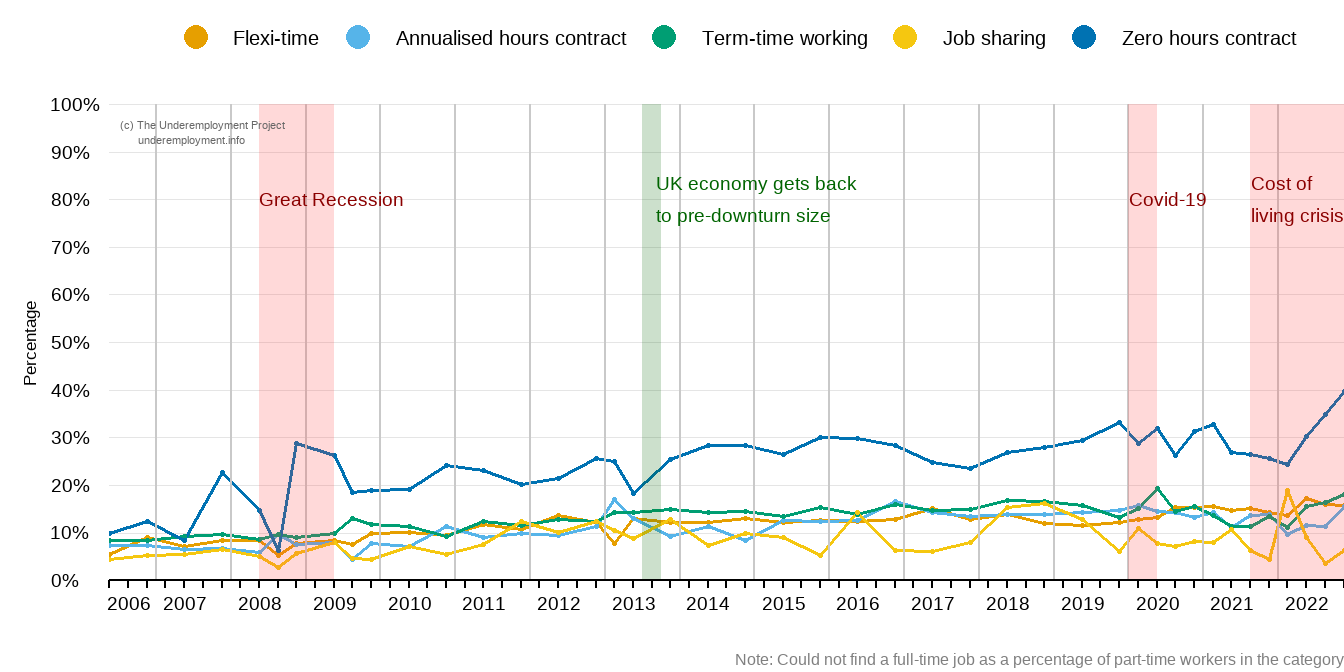 Flexi-time Annualised hours contract Term-time working Job sharing Zero hours contract
100%
(c) The Underemployment Project
underemployment.info
90%
80%
70%
60%
50%
40%
30%
20%
10%
0%
Percentage
Great Recession
UK economy gets back
to pre-downturn size
Covid-19
Cost of
living crisis
2006 2007 2008 2009 2010 2011 2012 2013 2014 2015 2016 2017 2018 2019 2020 2021 2022
Note: Could not find a full-time job as a percentage of part-time workers in the category